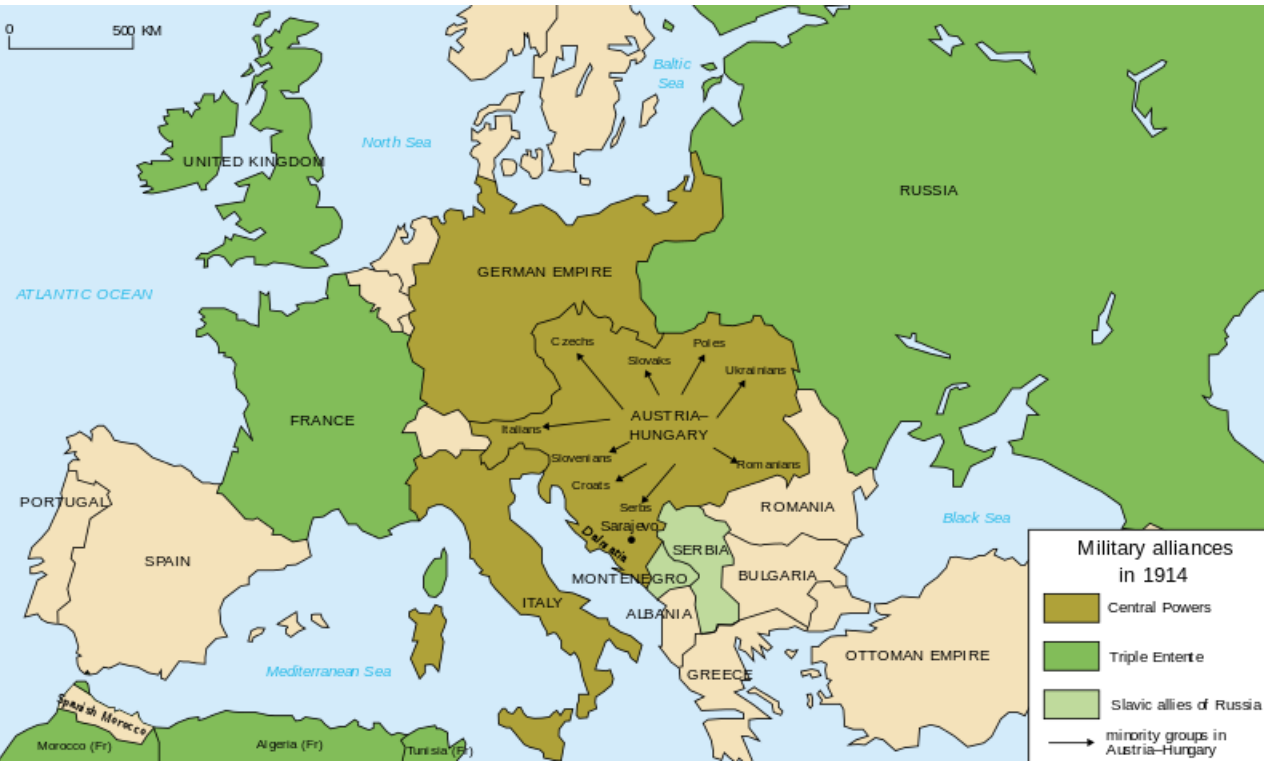 0 500 KM
Baltic
Sea
North Sea
UNITED KINGDOM
RUSSIA
GERMAN EMPIRE
ATLANTIC OCEAN
Czechs
Poles
Slovaks
Ukrainians
AUSTRIA–
HUNGARY
FRANCE
Italians
Slovenians
Romanians
Croats
PORTUGAL
Serbs
ROMANIA
Black Sea
Sarajevo
Dalmatia
SERBIA
SPAIN
MONTENEGRO
BULGARIA
ITALY
ALBANIA
OTTOMAN EMPIRE
Mediterranean Sea
GREECE
Spanish Morocco
Morocco (Fr)
Algeria (Fr)
Tunisia (Fr)
Military alliances
in 1914
Central Powers
Triple Entente
Slavic allies of Russia
minority groups in
Austria–Hungary